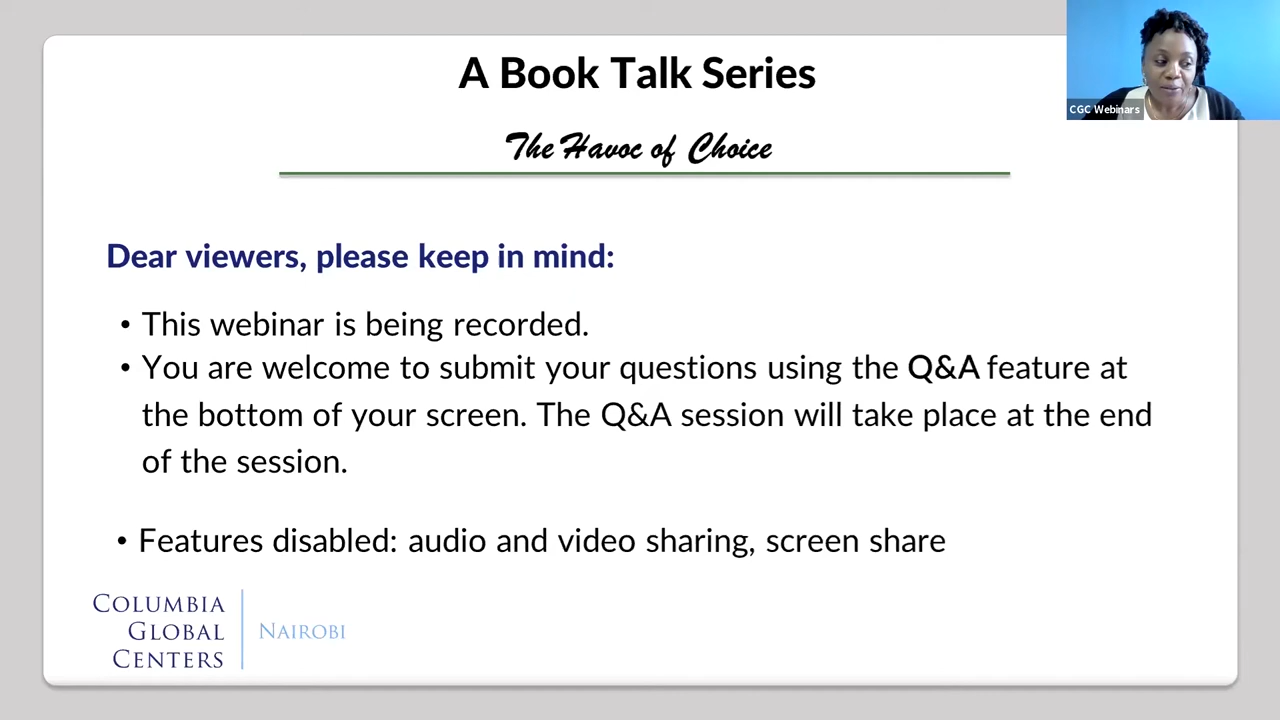 A Book Talk Series
The Havoc of Choice
CGC Webinars
Dear viewers, please keep in mind:
• This webinar is being recorded.
• You are welcome to submit your questions using the Q&A feature at
the bottom of your screen. The Q&A session will take place at the end
of the session.
• Features disabled: audio and video sharing, screen share
COLUMBIA
GLOBAL
CENTERS
NAIROBI